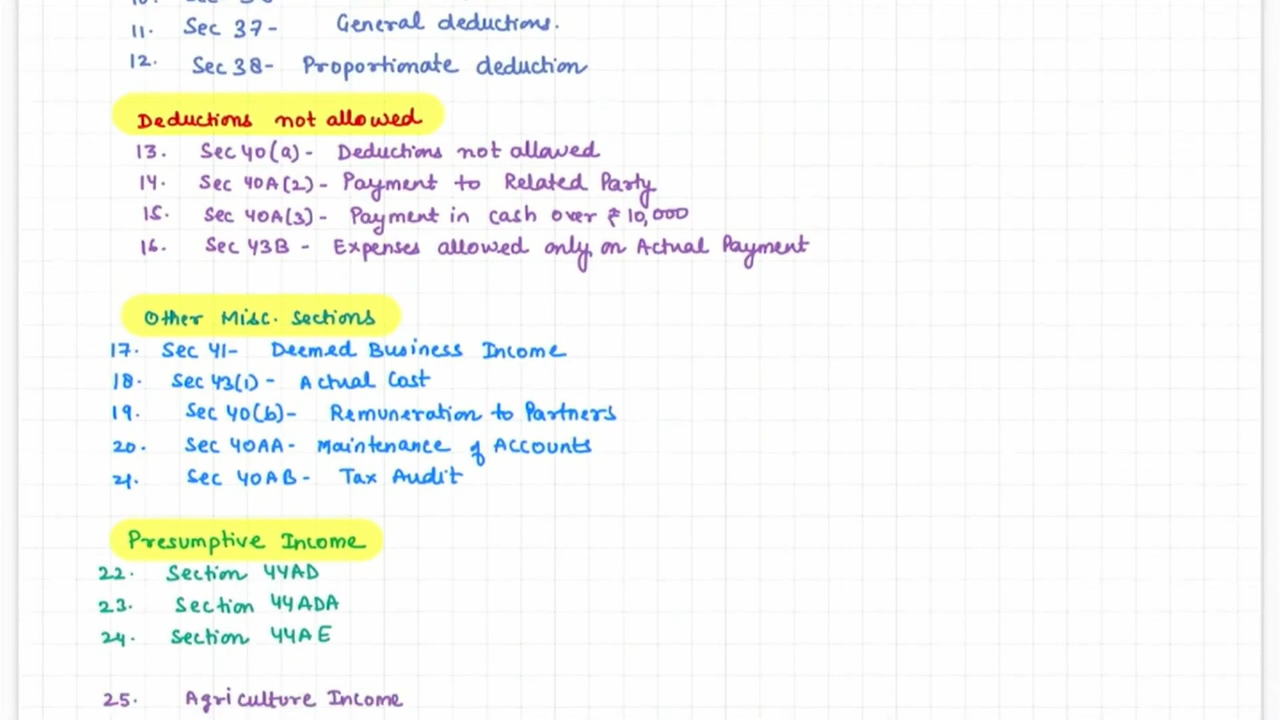 11. Sec 37- General deductions.
12. Sec 38- Proportionate deduction
Deductions not allowed
13. Sec 40(a) - Deductions not allowed
14. Sec 40A(2) - Payment to Related Party
15. Sec 40A(3) - Payment in cash over ₹ 10,000
16. Sec 43B - Expenses allowed only on Actual Payment
Other Misc. Sections
17. Sec 41- Deemed Business Income
18. Sec 43(1) - Actual Cost
19. Sec 40(b)- Remuneration to Partners
20. Sec 40AA- Maintenance of Accounts
21. Sec 40AB- Tax Audit
Presumptive Income
22. Section 44AD
23. Section 44ADA
24. Section 44AE
25. Agriculture Income